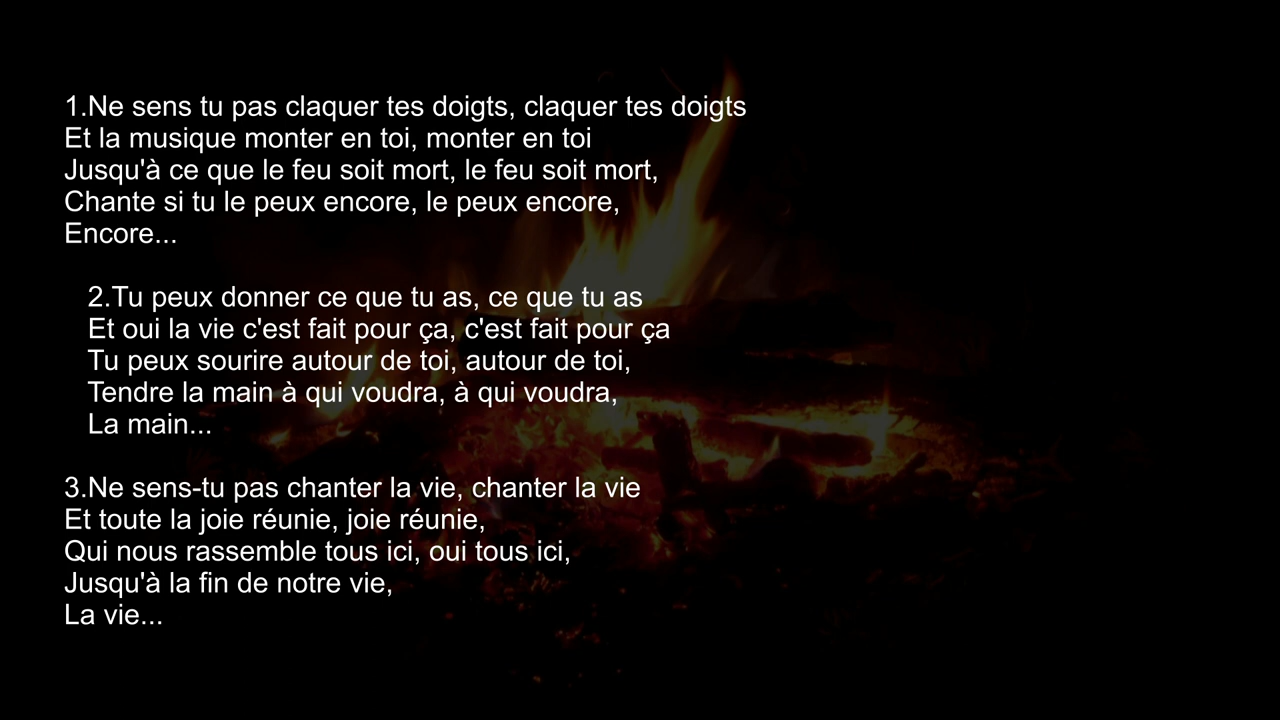 1.Ne sens tu pas claquer tes doigts, claquer tes doigts
Et la musique monter en toi, monter en toi
Jusqu'à ce que le feu soit mort, le feu soit mort,
Chante si tu le peux encore, le peux encore,
Encore...
2.Tu peux donner ce que tu as, ce que tu as
Et oui la vie c'est fait pour ça, c'est fait pour ça
Tu peux sourire autour de toi, autour de toi,
Tendre la main à qui voudra, à qui voudra,
La main...
3.Ne sens-tu pas chanter la vie, chanter la vie
Et toute la joie réunie, joie réunie,
Qui nous rassemble tous ici, oui tous ici,
Jusqu'à la fin de notre vie,
La vie...